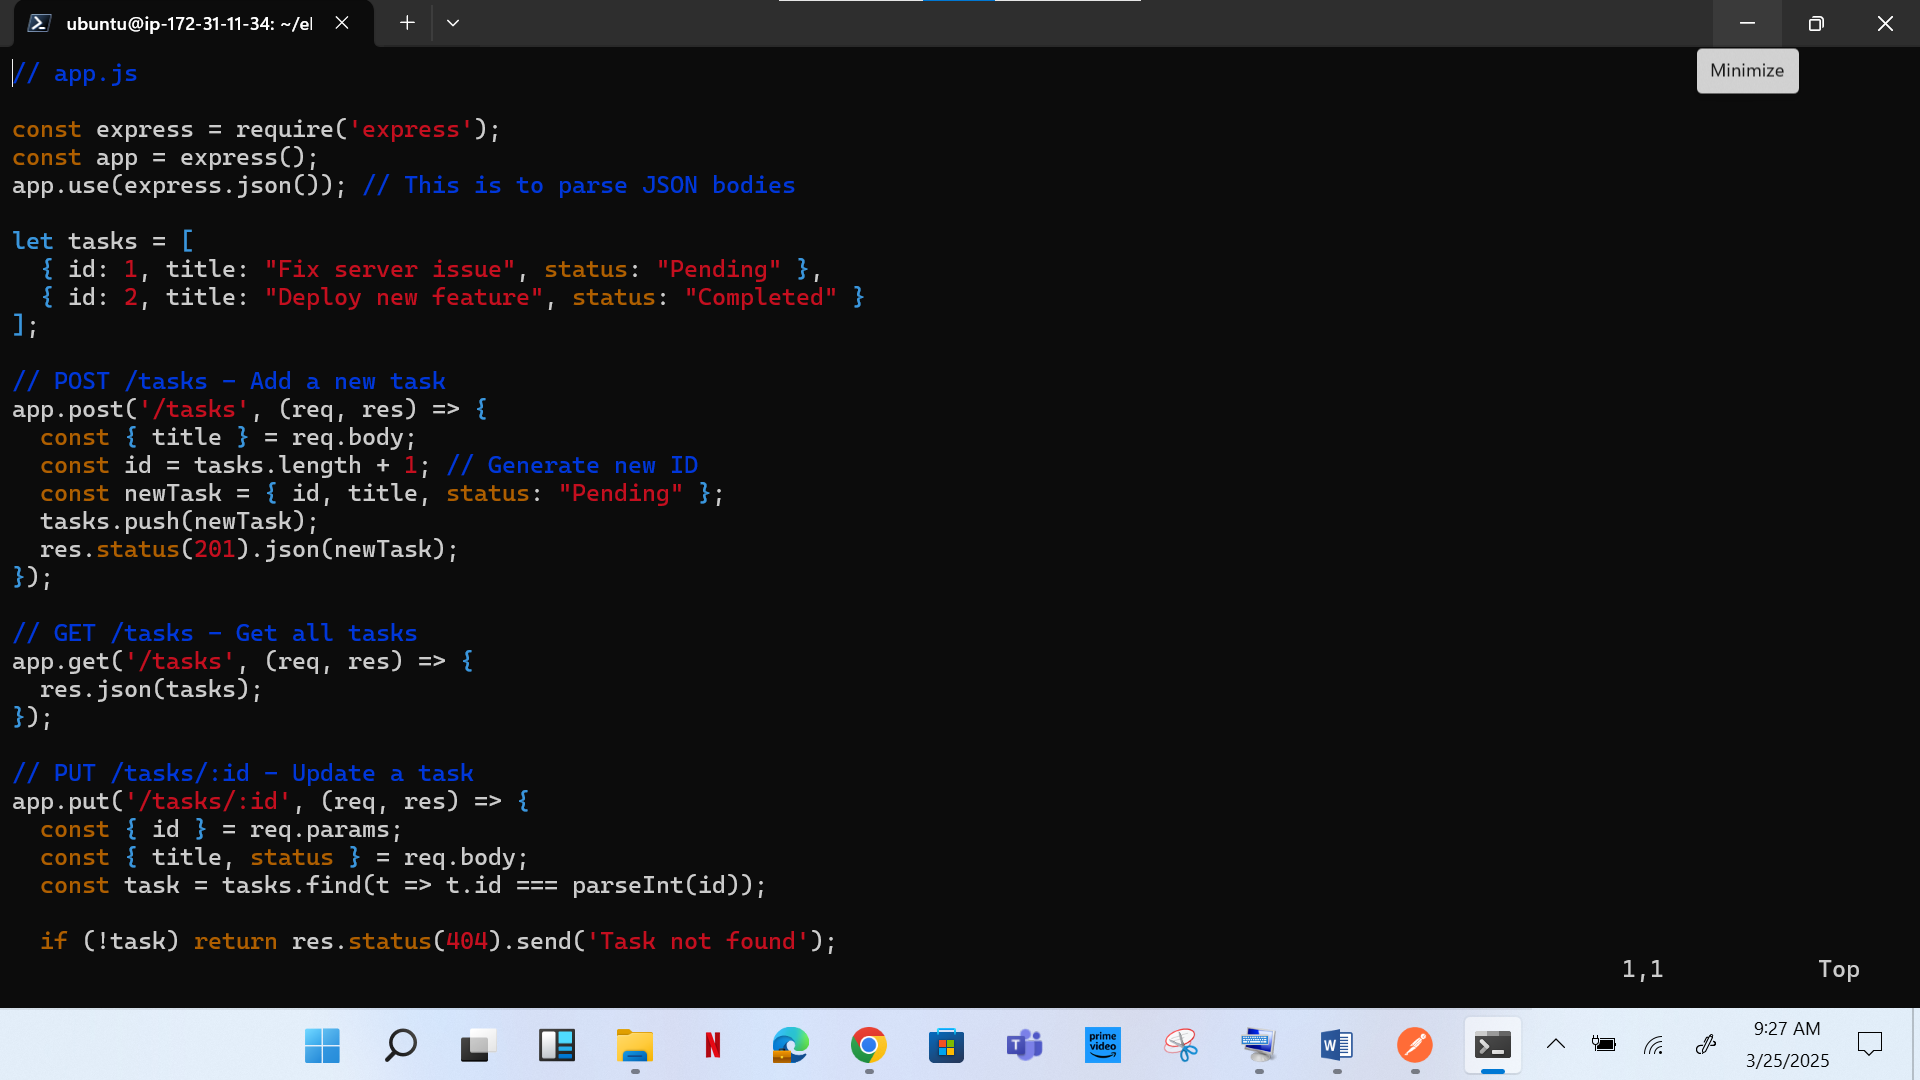 ubuntu@ip-172-31-11-34: ~/el
Minimize
// app.js
const express = require('express');
const app = express();
app.use(express.json()); // This is to parse JSON bodies
let tasks = [
  { id: 1, title: "Fix server issue", status: "Pending" },
  { id: 2, title: "Deploy new feature", status: "Completed" }
];
// POST /tasks - Add a new task
app.post('/tasks', (req, res) => {
  const { title } = req.body;
  const id = tasks.length + 1; // Generate new ID
  const newTask = { id, title, status: "Pending" };
  tasks.push(newTask);
  res.status(201).json(newTask);
});
// GET /tasks - Get all tasks
app.get('/tasks', (req, res) => {
  res.json(tasks);
});
// PUT /tasks/:id - Update a task
app.put('/tasks/:id', (req, res) => {
  const { id } = req.params;
  const { title, status } = req.body;
  const task = tasks.find(t => t.id === parseInt(id));
  if (!task) return res.status(404).send('Task not found');
1,1 Top
N
T
prime video
W
9:27 AM
3/25/2025